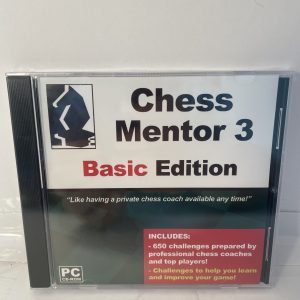 Chess
Mentor 3
Basic Edition
"Like having a private chess coach available any time!"
INCLUDES:
- 650 challenges prepared by
professional chess coaches
and top players!
- Challenges to help you learn
and improve your game!
PC
CD-ROM